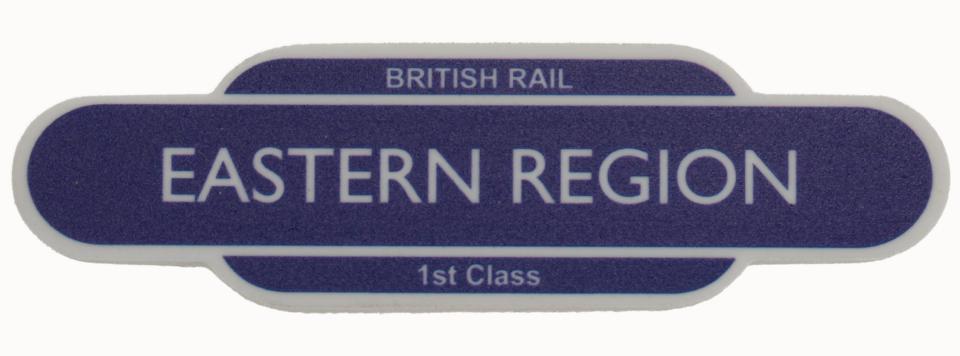 BRITISH RAIL
EASTERN REGION
1st Class